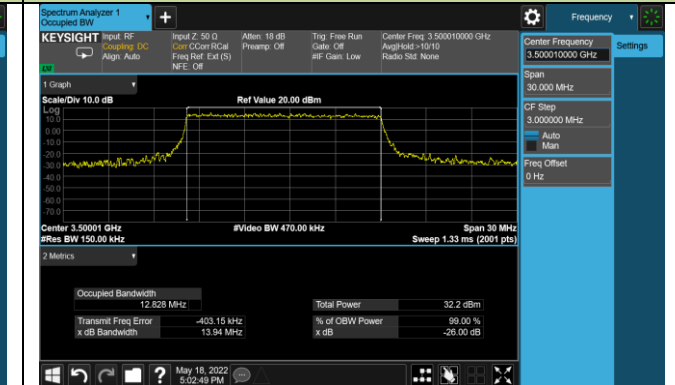 Spectrum Analyzer 1
Occupied BW
Frequency
KEYSIGHT
Input: RF
Coupling: DC
Align: Auto
Input Z: 50 Ω
Corr CCorr RCal
Freq Ref: Ext (S)
NFE: Off
Atten: 18 dB
Preamp: Off
Trig: Free Run
Gate: Off
#IF Gain: Low
Center Freq: 3.500010000 GHz
Avg|Hold:>10/10
Radio Std: None
Center Frequency
3.500010000 GHz
Settings
Span
30.000 MHz
CF Step
3.000000 MHz
Auto
Man
Freq Offset
0 Hz
1 Graph
Scale/Div 10.0 dB
Ref Value 20.00 dBm
Log
10.0
0.00
-10.0
-20.0
-30.0
-40.0
-50.0
-60.0
-70.0
Center 3.50001 GHz
#Video BW 470.00 kHz
Span 30 MHz
#Res BW 150.00 kHz
Sweep 1.33 ms (2001 pts)
2 Metrics
Occupied Bandwidth
12.828 MHz
Total Power 32.2 dBm
Transmit Freq Error -403.15 kHz
% of OBW Power 99.00 %
x dB Bandwidth 13.94 MHz
x dB -26.00 dB
May 18, 2022
5:02:49 PM